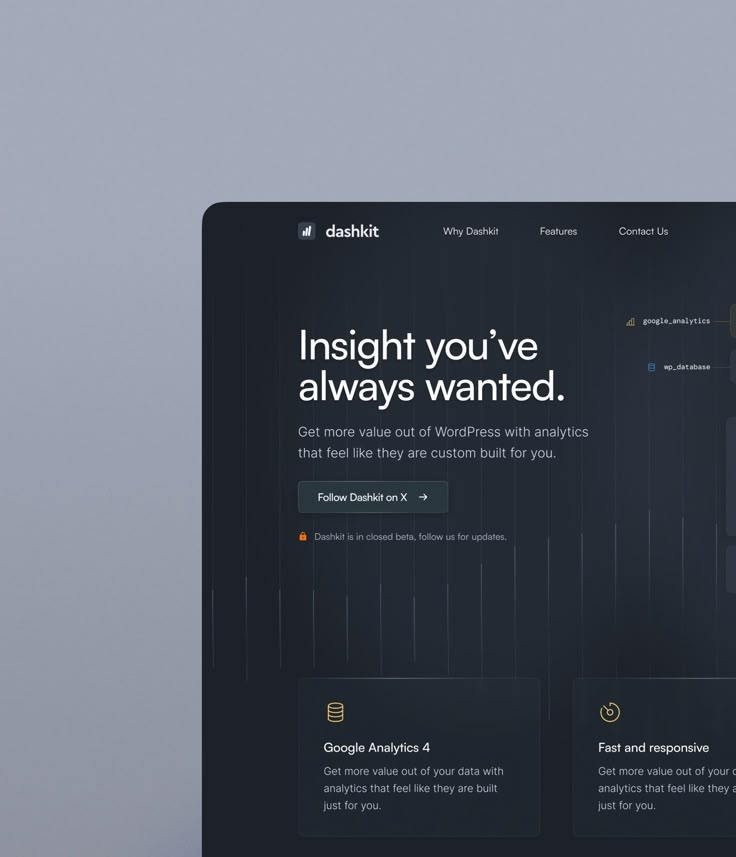 dashkit
Why Dashkit
Features
Contact Us
google_analytics
wp_database
Insight you’ve
always wanted.
Get more value out of WordPress with analytics
that feel like they are custom built for you.
Follow Dashkit on X
Dashkit is in closed beta, follow us for updates.
Google Analytics 4
Get more value out of your data with
analytics that feel like they are built
just for you.
Fast and responsive
Get more value out of your
analytics that feel like they
just for you.